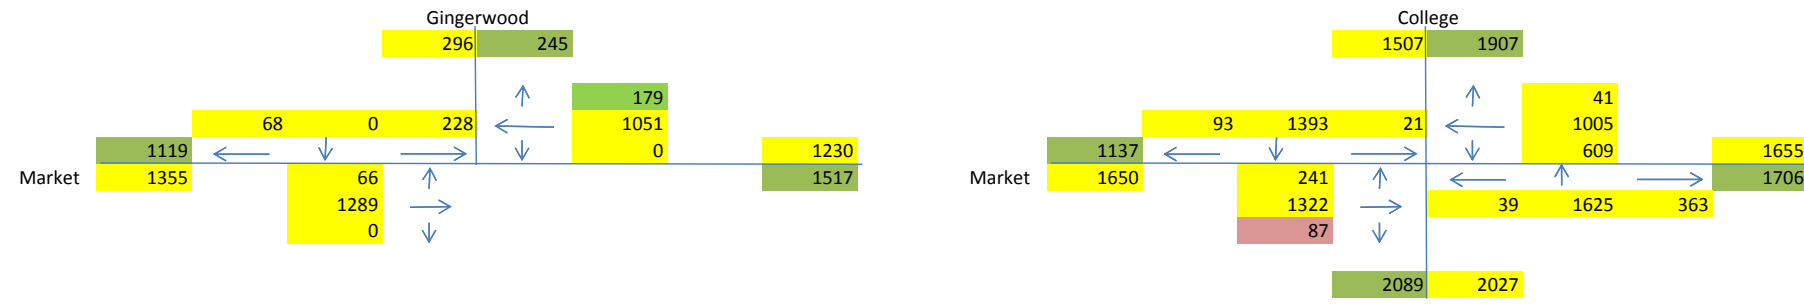 Gingerwood College
296 245 1507 1907
179 41
68 0 228 1051 93 1393 21 1005
1119 0 1230 1137 609 1655
Market 1355 66 1517 Market 1650 241 1706
1289 1322 39 1625 363
0 87
2089 2027